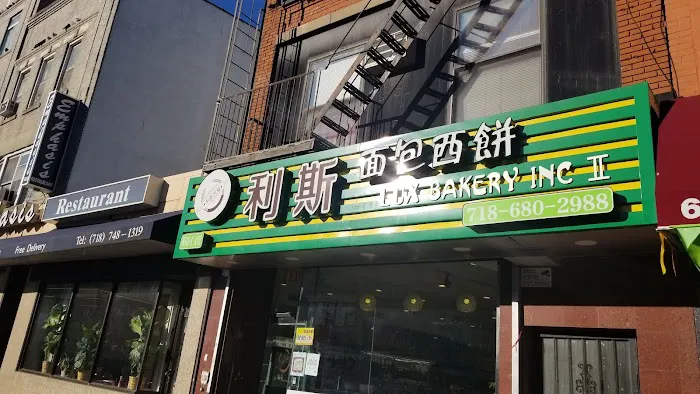 利斯 面包西餅
LUX BAKERY INC II
718-680-2988
Restaurant
Free Delivery
Tel: (718) 748-1319
6